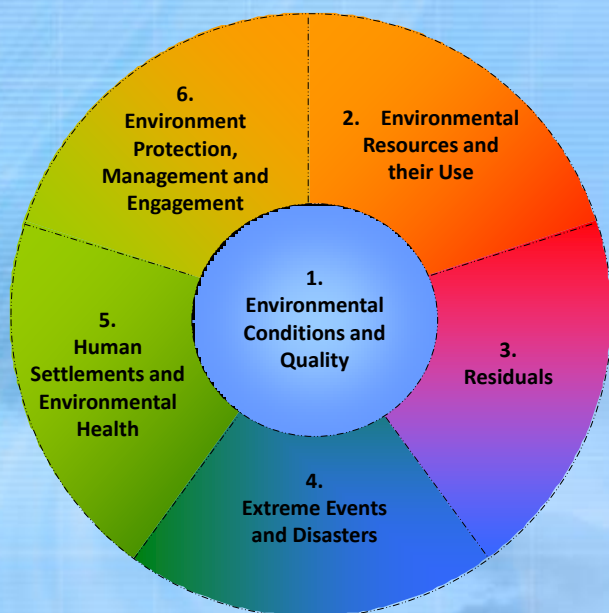 1.
Environmental
Conditions and
Quality
2. Environmental
Resources and
their Use
3.
Residuals
4.
Extreme Events
and Disasters
5.
Human
Settlements and
Environmental
Health
6.
Environment
Protection,
Management and
Engagement